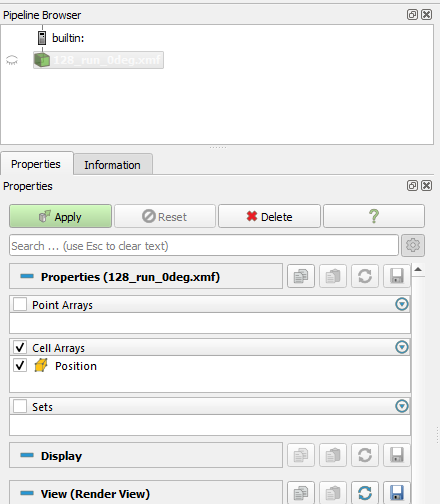 Pipeline Browser
builtin:
128_run_0deg.xmf
Properties
Information
Properties
Apply
Reset
Delete
?
Search ... (use Esc to clear text)
Properties (128_run_0deg.xmf)
Point Arrays
Cell Arrays
Position
Sets
Display
View (Render View)